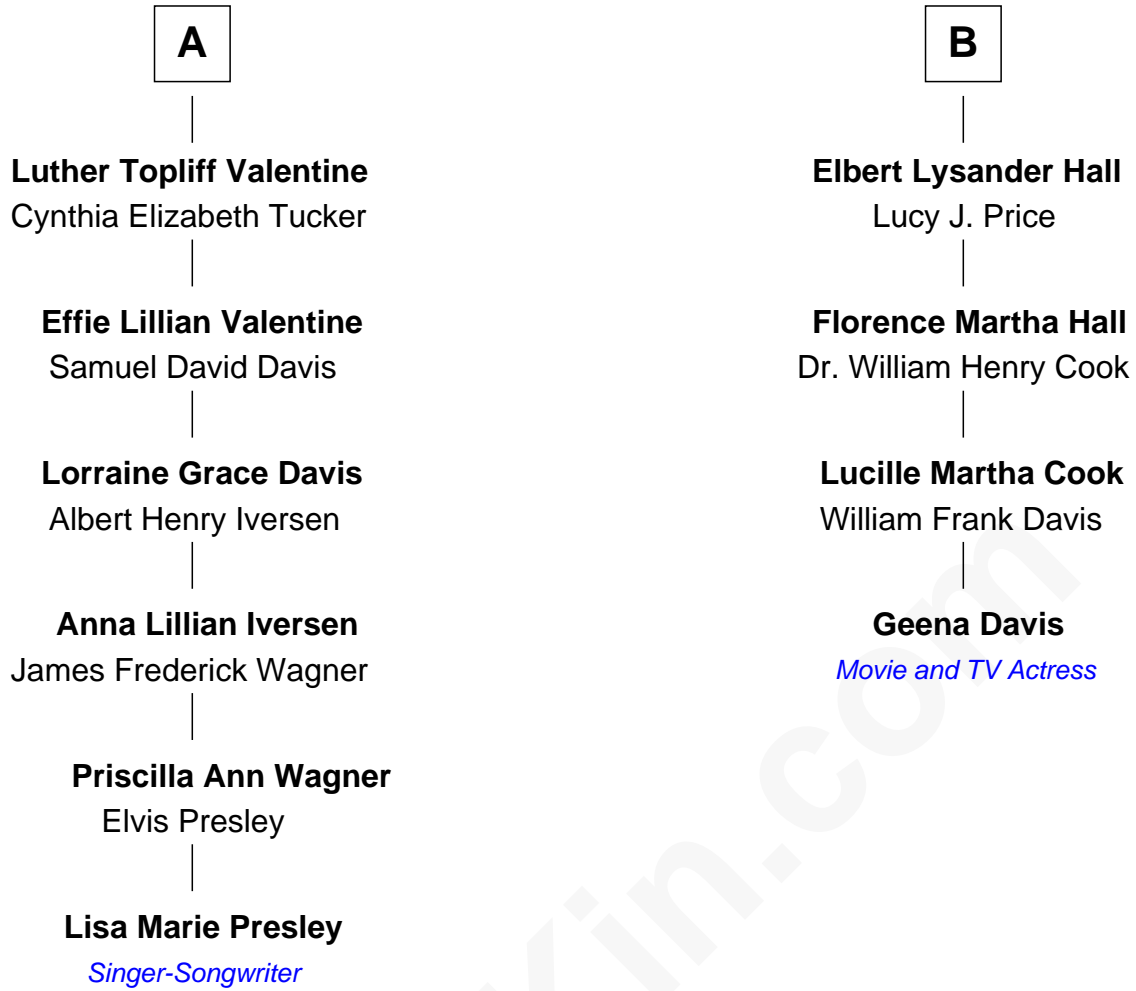 A
Luther Topliff Valentine
Cynthia Elizabeth Tucker
Effie Lillian Valentine
Samuel David Davis
Lorraine Grace Davis
Albert Henry Iversen
Anna Lillian Iversen
James Frederick Wagner
Priscilla Ann Wagner
Elvis Presley
Lisa Marie Presley
Singer-Songwriter
B
Elbert Lysander Hall
Lucy J. Price
Florence Martha Hall
Dr. William Henry Cook
Lucille Martha Cook
William Frank Davis
Geena Davis
Movie and TV Actress
Kin.com